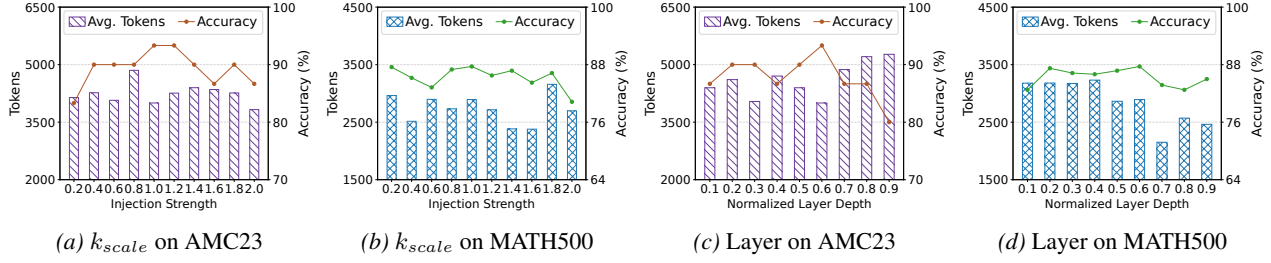 6500
5000
3500
2000
Tokens
Avg. Tokens
Accuracy
100
90
80
70
Accuracy (%)
0.2 0.4 0.6 0.8 1.0 1.2 1.4 1.6 1.8 2.0
Injection Strength
(a) k_scale on AMC23
4500
3500
2500
1500
Tokens
Avg. Tokens
Accuracy
100
88
76
64
Accuracy (%)
0.2 0.4 0.6 0.8 1.0 1.2 1.4 1.6 1.8 2.0
Injection Strength
(b) k_scale on MATH500
6500
5000
3500
2000
Tokens
Avg. Tokens
Accuracy
100
90
80
70
Accuracy (%)
0.1 0.2 0.3 0.4 0.5 0.6 0.7 0.8 0.9
Normalized Layer Depth
(c) Layer on AMC23
4500
3500
2500
1500
Tokens
Avg. Tokens
Accuracy
100
88
76
64
Accuracy (%)
0.1 0.2 0.3 0.4 0.5 0.6 0.7 0.8 0.9
Normalized Layer Depth
(d) Layer on MATH500